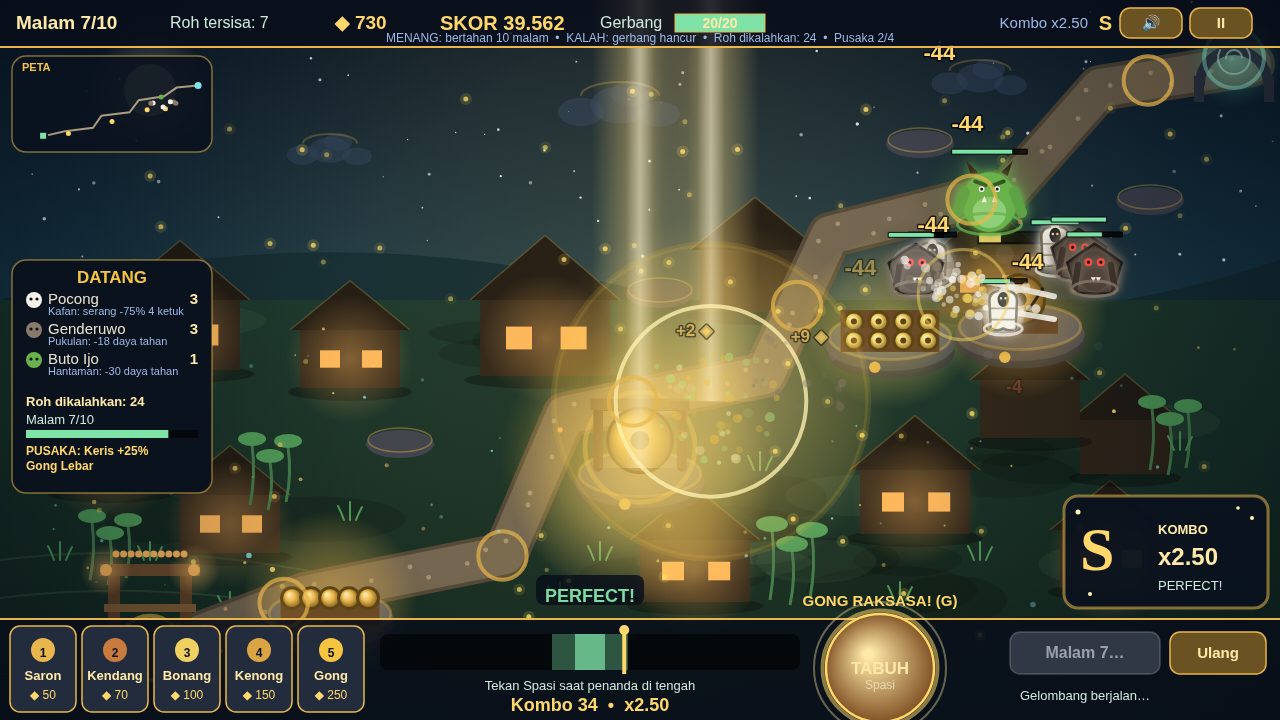 Malam 7/10
Roh tersisa: 7
◆ 730
SKOR 39.562
Gerbang
20/20
Kombo x2.50
S
MENANG: bertahan 10 malam • KALAH: gerbang hancur • Roh dikalahkan: 24 • Pusaka 2/4
PETA
-44
-44
-44
-44
-44
+2
+9
-4
DATANG
Pocong 3
Kafan: serang -75% 4 ketuk
Genderuwo 3
Pukulan: -18 daya tahan
Buto Ijo 1
Hantaman: -30 daya tahan
Roh dikalahkan: 24
Malam 7/10
PUSAKA: Keris +25%
Gong Lebar
S
KOMBO
x2.50
PERFECT!
PERFECT!
GONG RAKSASA! (G)
1
Saron
◆ 50
2
Kendang
◆ 70
3
Bonang
◆ 100
4
Kenong
◆ 150
5
Gong
◆ 250
Tekan Spasi saat penanda di tengah
Kombo 34 • x2.50
TABUH
Spasi
Malam 7…
Ulang
Gelombang berjalan…